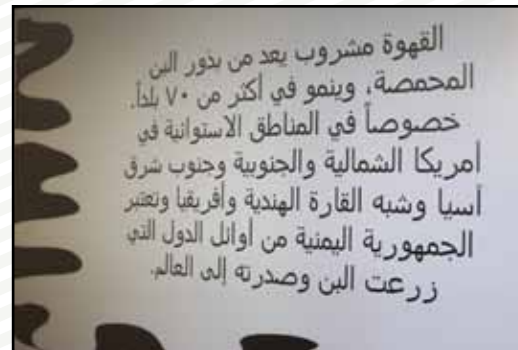 القهوة مشروب يعد من بذور البن
المحمصة، وينمو في أكثر من ٧٠ بلداً.
خصوصاً في المناطق الاستوائية في
أمريكا الشمالية والجنوبية وجنوب شرق
آسيا وشبه القارة الهندية وأفريقيا وتعتبر
الجمهورية اليمنية من أوائل الدول التي
زرعت البن وصدرته إلى العالم.